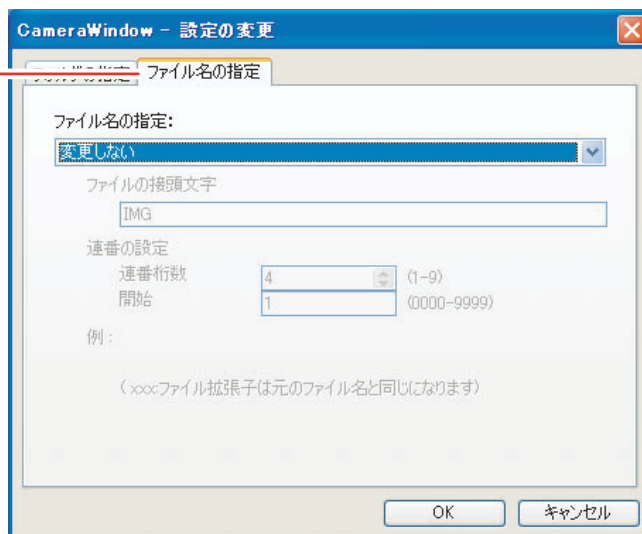 CameraWindow - 設定の変更
ファイル名の指定
ファイル名の指定:
変更しない
ファイルの接頭文字
IMG
連番の設定
連番桁数 4 (1-9)
開始 1 (0000-9999)
例：
( xxx:ファイル拡張子は元のファイル名と同じになります)
OK キャンセル